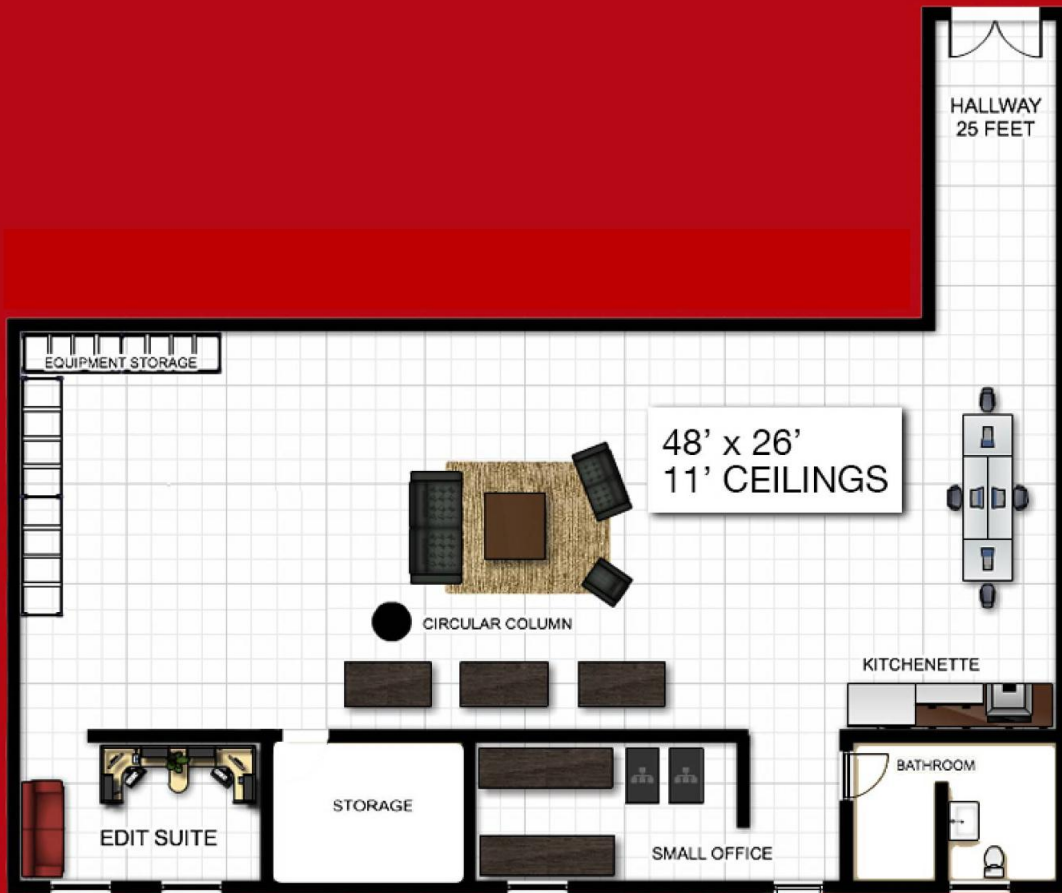 HALLWAY
25 FEET
EQUIPMENT STORAGE
48' x 26'
11' CEILINGS
CIRCULAR COLUMN
KITCHENETTE
BATHROOM
STORAGE
EDIT SUITE
SMALL OFFICE